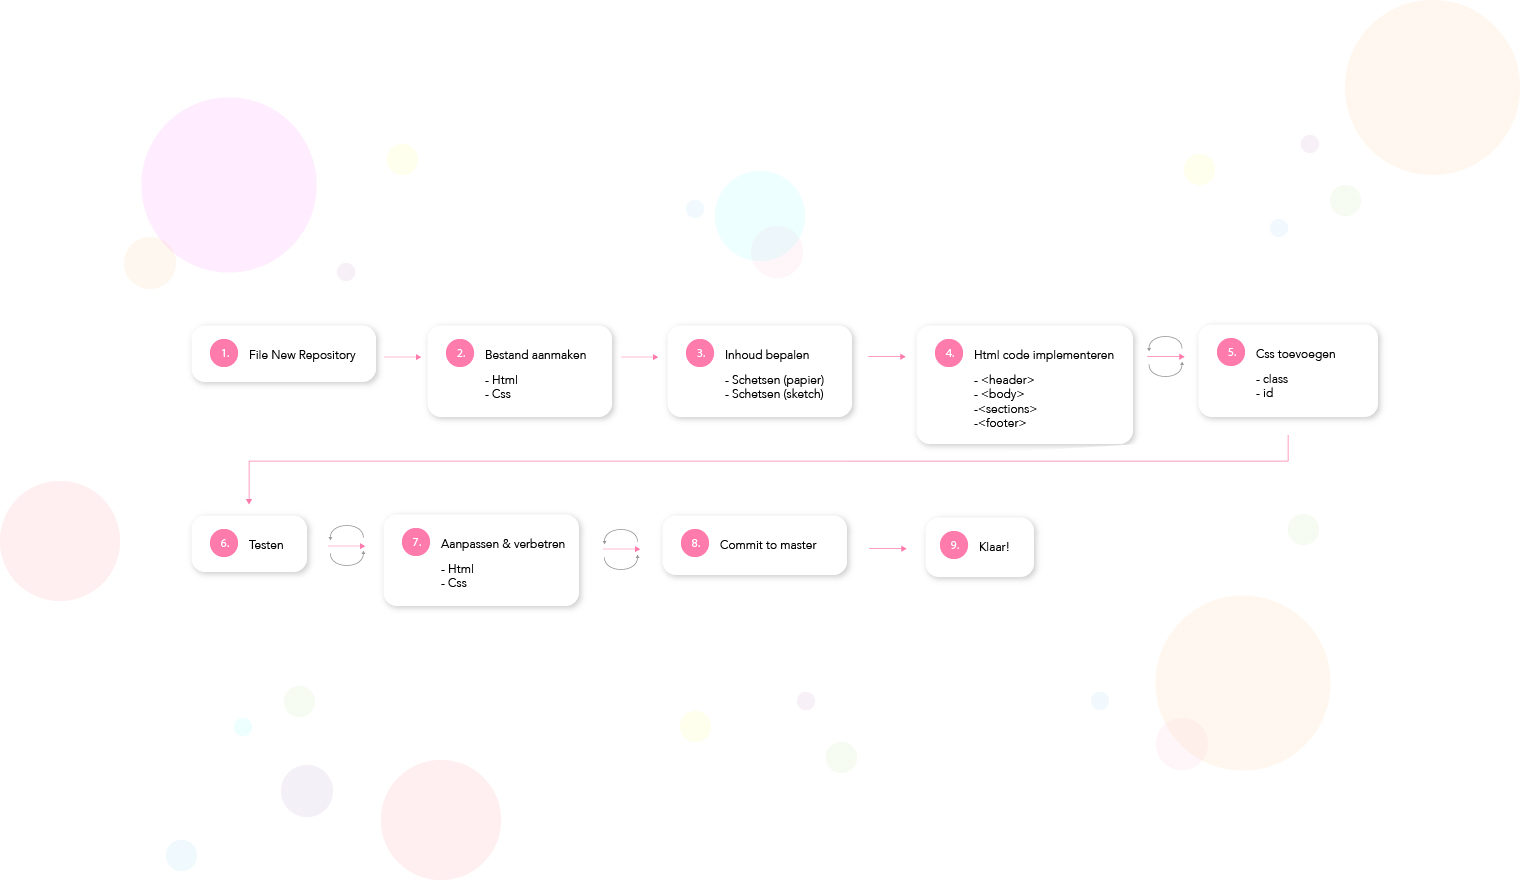 1. File New Repository
2. Bestand aanmaken
- Html
- Css
3. Inhoud bepalen
- Schetsen (papier)
- Schetsen (sketch)
4. Html code implementeren
- <header>
- <body>
-<sections>
-<footer>
5. Css toevoegen
- class
- id
6. Testen
7. Aanpassen & verbetren
- Html
- Css
8. Commit to master
9. Klaar!